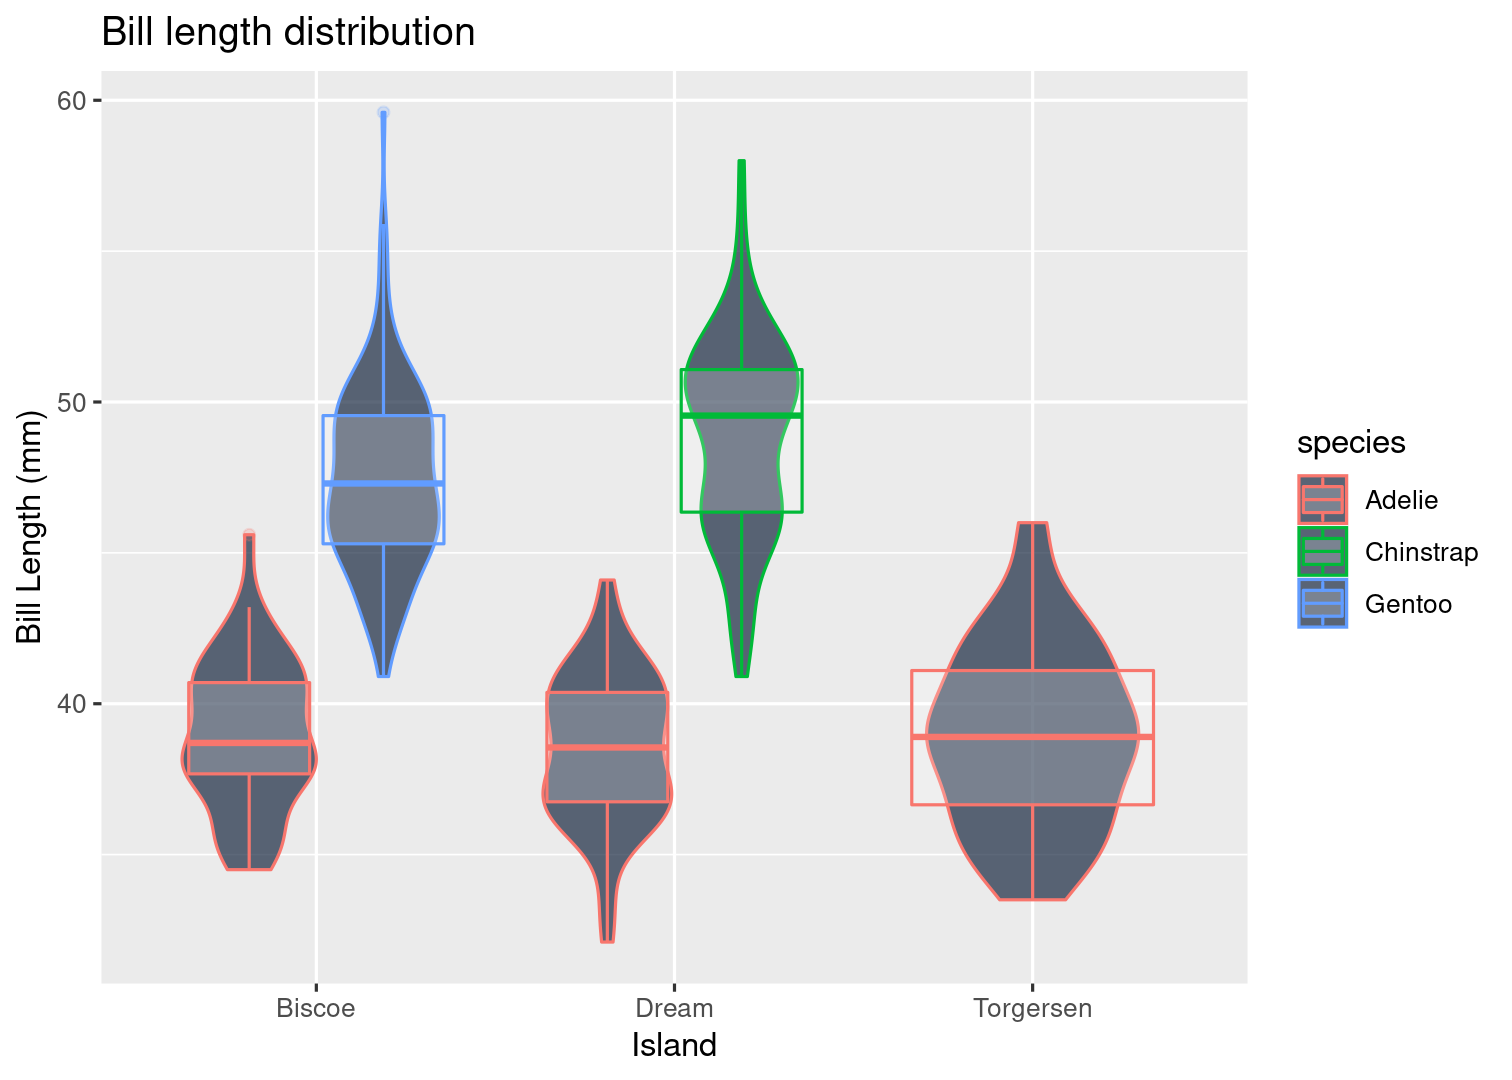 Bill length distribution
60
50
40
Bill Length (mm)
Biscoe
Dream
Torgersen
Island
species
Adelie
Chinstrap
Gentoo